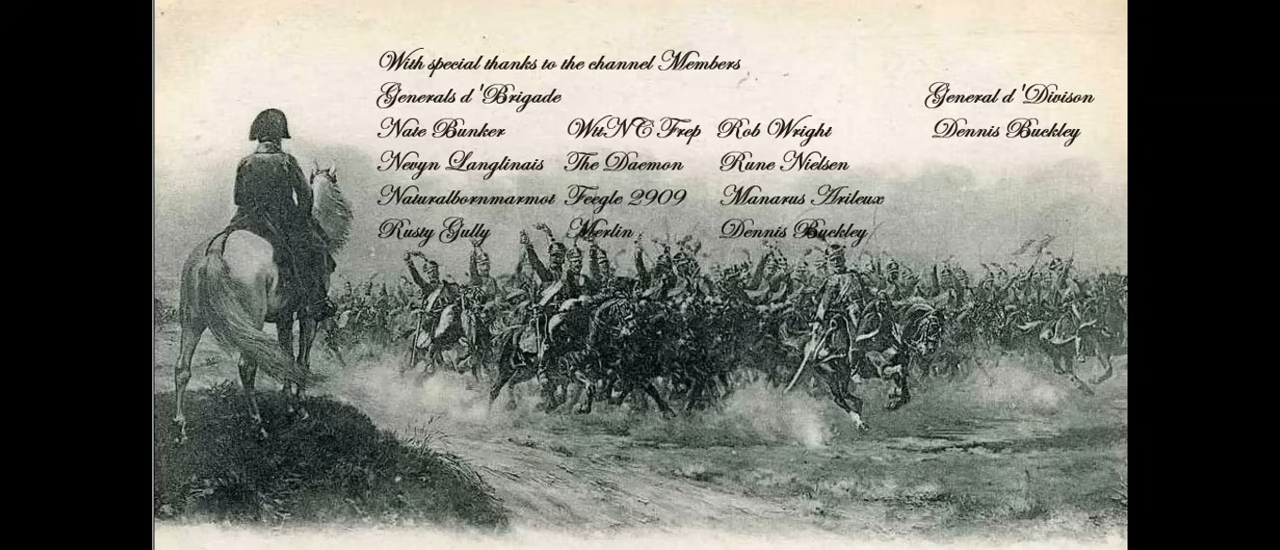 With special thanks to the channel Members
Generals d'Brigade General d'Divison
Nate Bunker WttNC Frep Rob Wright Dennis Buckley
Nevyn Langlinais The Daemon Rune Nielsen
Naturalbornmarmot Feegle 2909 Manarus Arileux
Rusty Gully Merlin Dennis Buckley